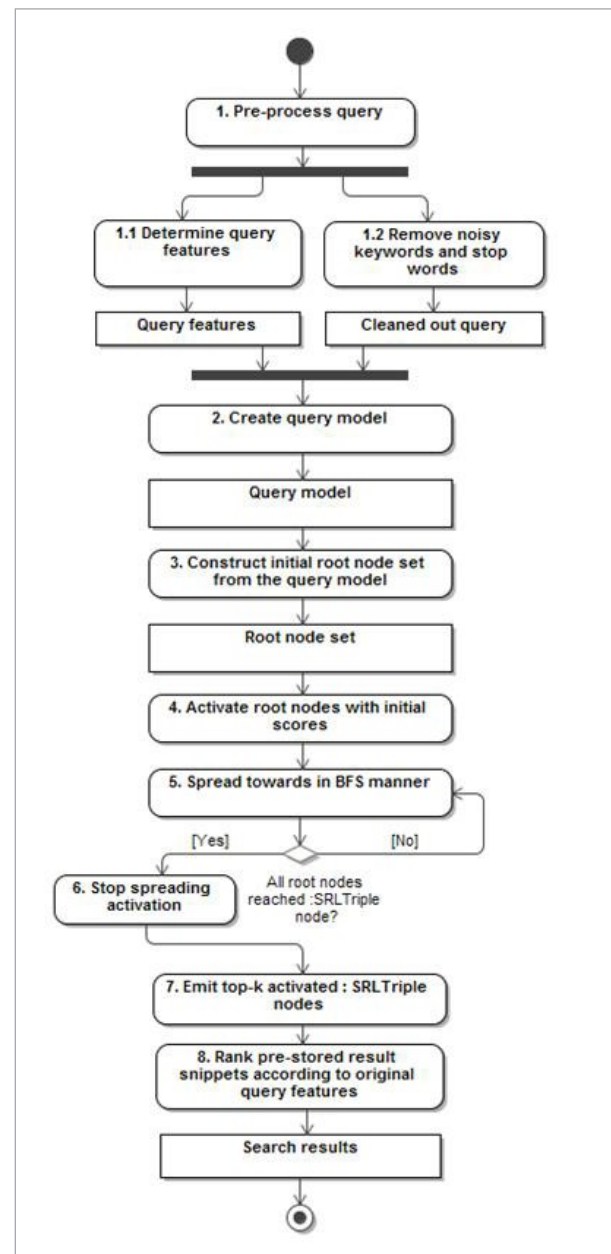 1. Pre-process query
1.1 Determine query
features
1.2 Remove noisy
keywords and stop
words
Query features
Cleaned out query
2. Create query model
Query model
3. Construct initial root node set
from the query model
Root node set
4. Activate root nodes with initial
scores
5. Spread towards in BFS manner
[Yes]
[No]
All root nodes
reached :SRLTriple
node?
6. Stop spreading
activation
7. Emit top-k activated : SRLTriple
nodes
8. Rank pre-stored result
snippets according to original
query features
Search results